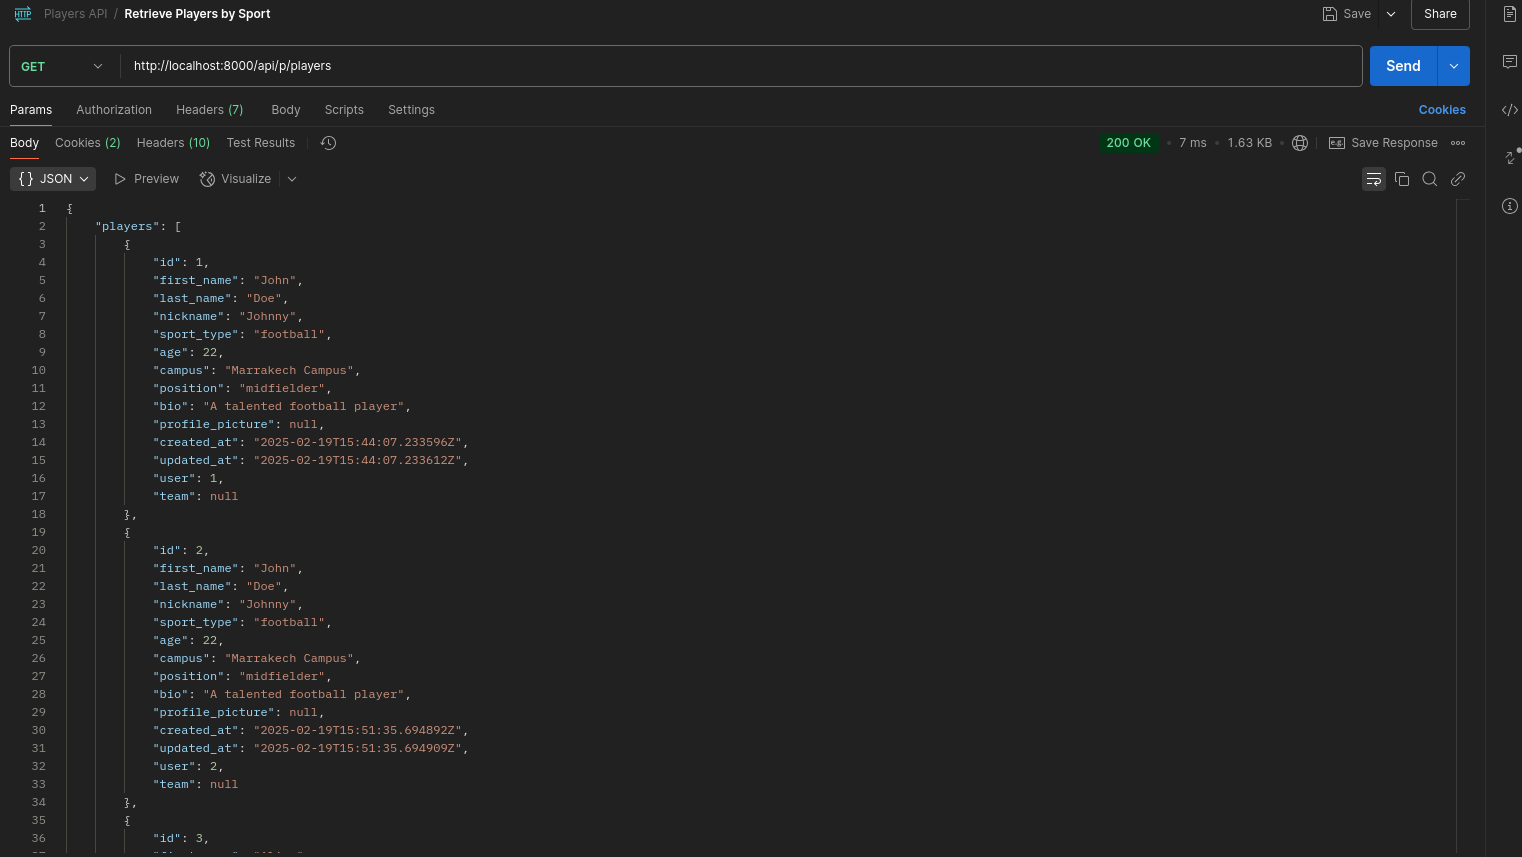 HTTP Players API / Retrieve Players by Sport Save Share
GET http://localhost:8000/api/p/players Send
Params Authorization Headers (7) Body Scripts Settings Cookies
Body Cookies (2) Headers (10) Test Results 200 OK • 7 ms • 1.63 KB • e.g. Save Response
{} JSON Preview Visualize
1 {
2 "players": [
3 {
4 "id": 1,
5 "first_name": "John",
6 "last_name": "Doe",
7 "nickname": "Johnny",
8 "sport_type": "football",
9 "age": 22,
10 "campus": "Marrakech Campus",
11 "position": "midfielder",
12 "bio": "A talented football player",
13 "profile_picture": null,
14 "created_at": "2025-02-19T15:44:07.233596Z",
15 "updated_at": "2025-02-19T15:44:07.233612Z",
16 "user": 1,
17 "team": null
18 },
19 {
20 "id": 2,
21 "first_name": "John",
22 "last_name": "Doe",
23 "nickname": "Johnny",
24 "sport_type": "football",
25 "age": 22,
26 "campus": "Marrakech Campus",
27 "position": "midfielder",
28 "bio": "A talented football player",
29 "profile_picture": null,
30 "created_at": "2025-02-19T15:51:35.694892Z",
31 "updated_at": "2025-02-19T15:51:35.694909Z",
32 "user": 2,
33 "team": null
34 },
35 {
36 "id": 3,